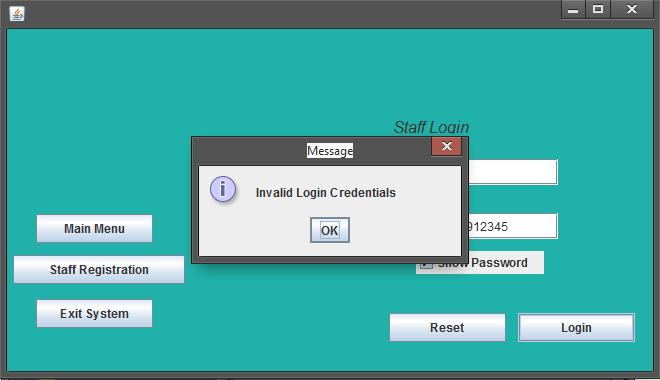 Staff Login
Message
Invalid Login Credentials
OK
912345
Show Password
Main Menu
Staff Registration
Exit System
Reset
Login